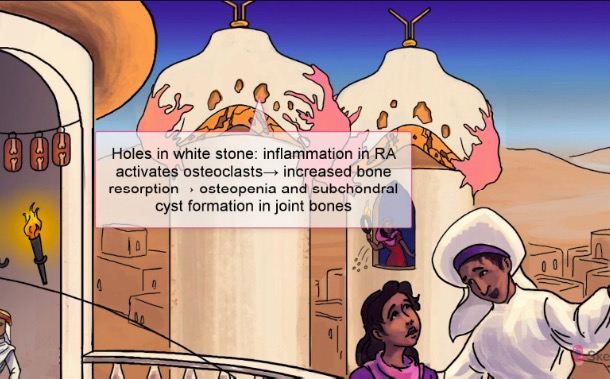 Holes in white stone: inflammation in RA
activates osteoclasts→ increased bone
resorption → osteopenia and subchondral
cyst formation in joint bones